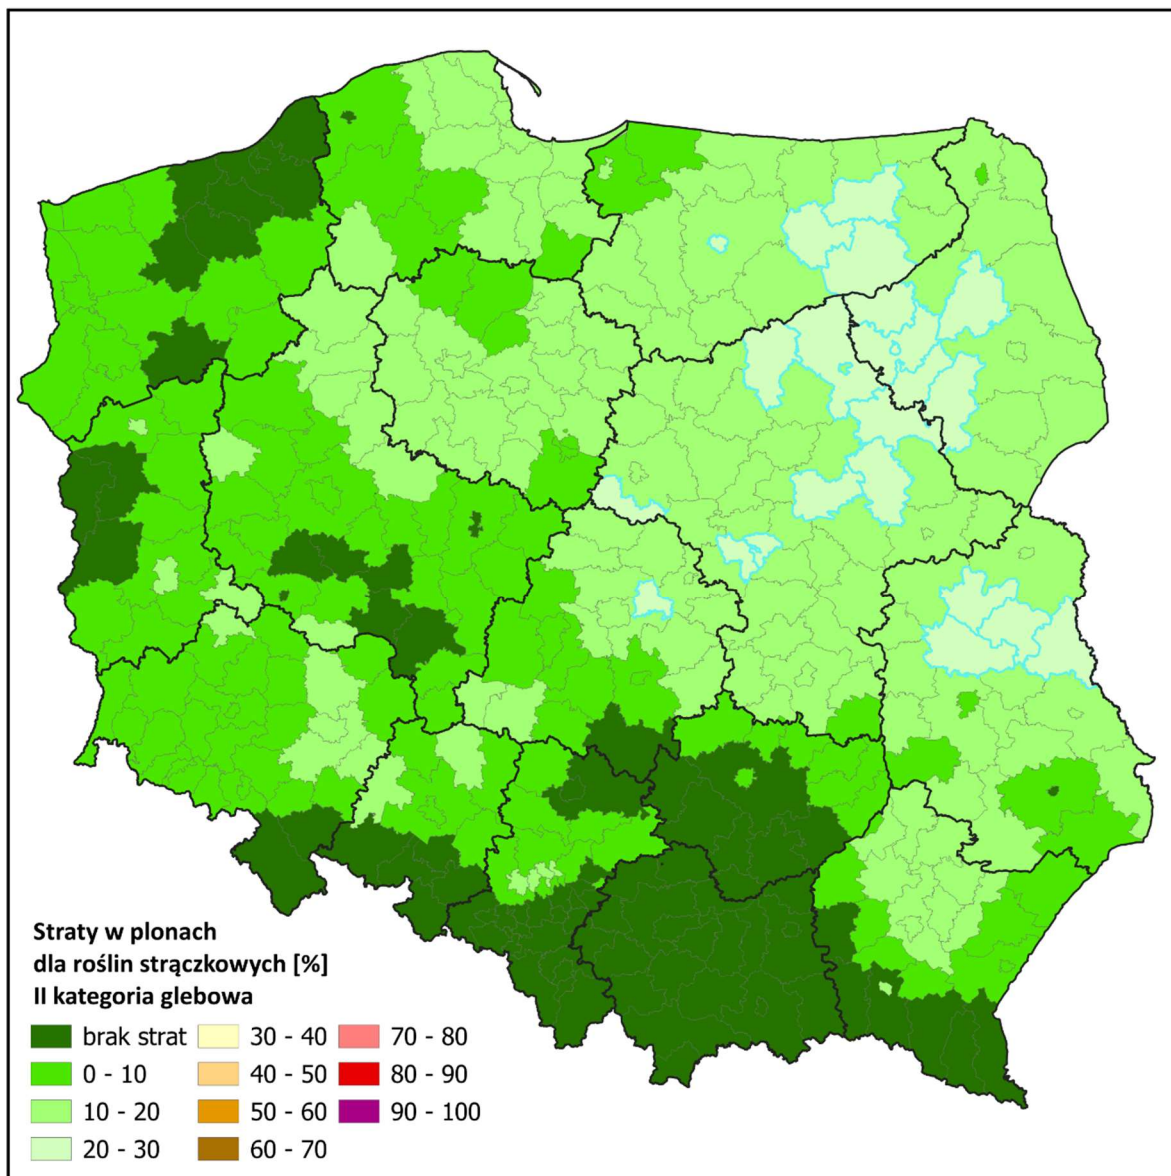 Straty w plonach
dla roślin strączkowych [%]
II kategoria glebowa
brak strat
0 - 10
10 - 20
20 - 30
30 - 40
40 - 50
50 - 60
60 - 70
70 - 80
80 - 90
90 - 100